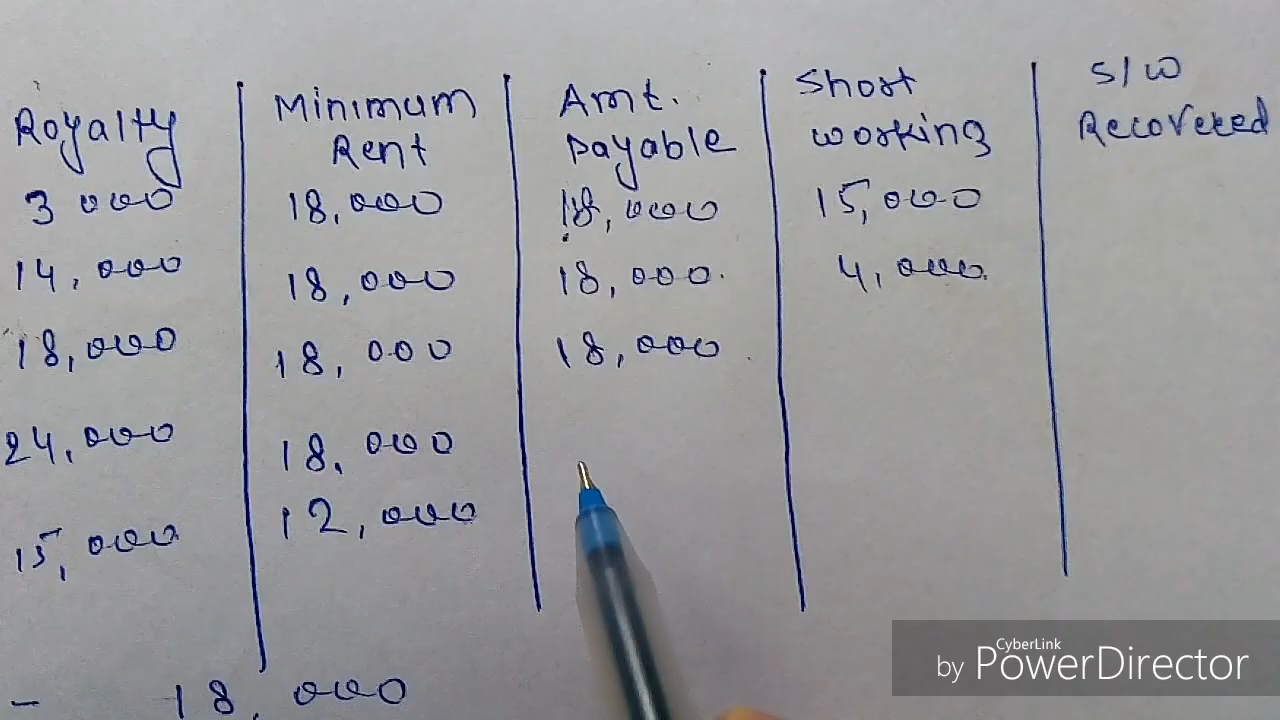 Royalty Minimum Rent Amt. Payable Short working S/W Recovered
3000 18,000 18,000 15,000
14,000 18,000 18,000. 4,000.
18,000 18,000 18,000.
24,000 18,000
15,000 12,000
- 18,000
CyberLink
by PowerDirector